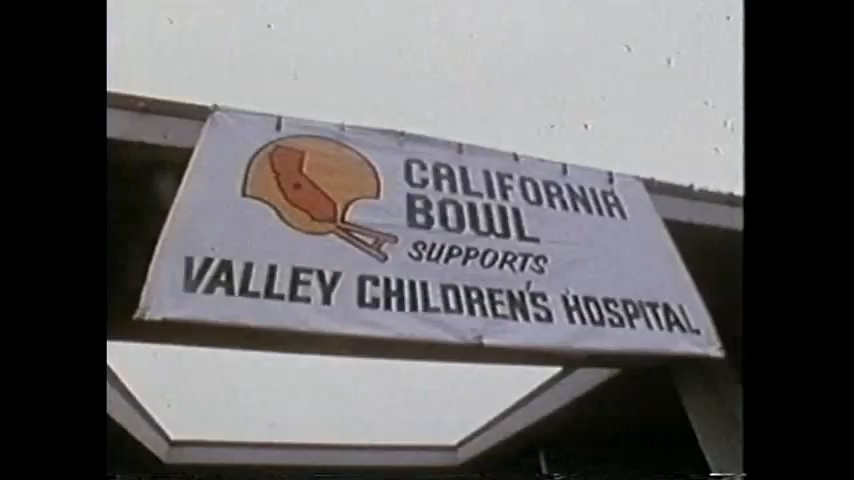 CALIFORNIA
BOWL
SUPPORTS
VALLEY CHILDREN'S HOSPITAL